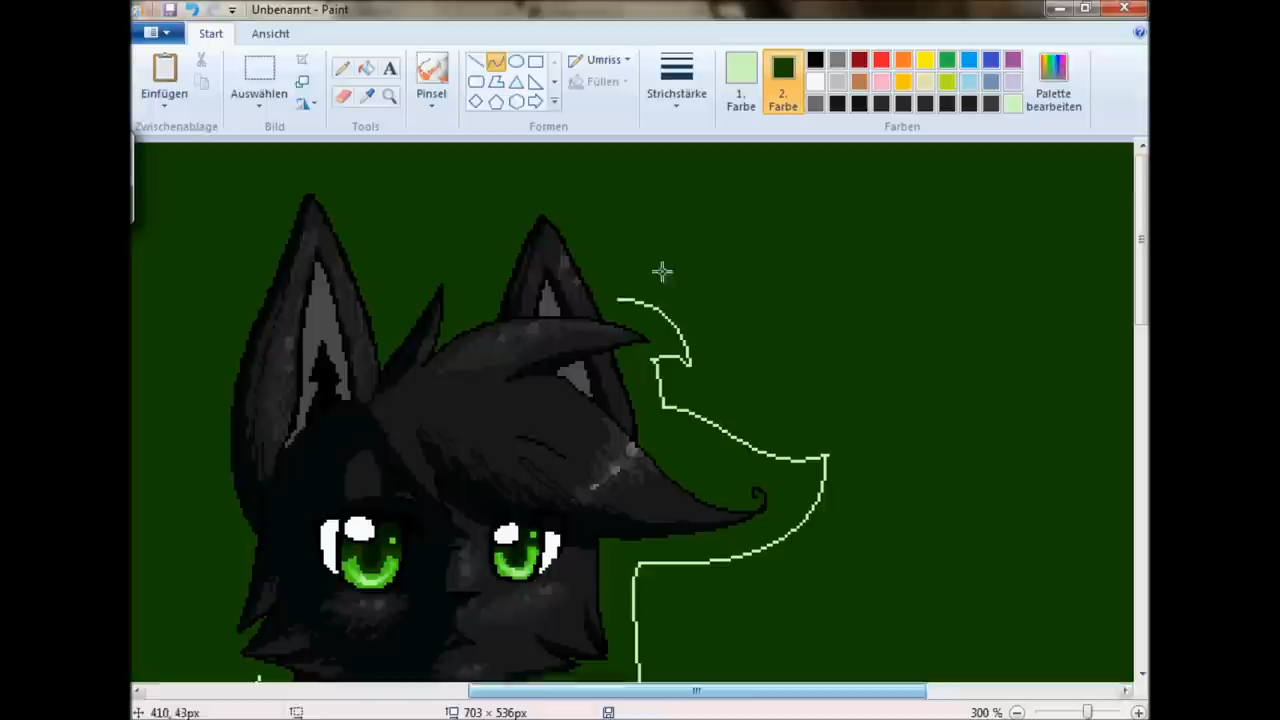 Unbenannt - Paint
Start Ansicht
Einfügen Auswählen Pinsel Umriss Füllen Strichstärke 1. Farbe 2. Farbe Palette bearbeiten
Zwischenablage Bild Tools Formen Farben
410, 43px 703 × 536px 300 %